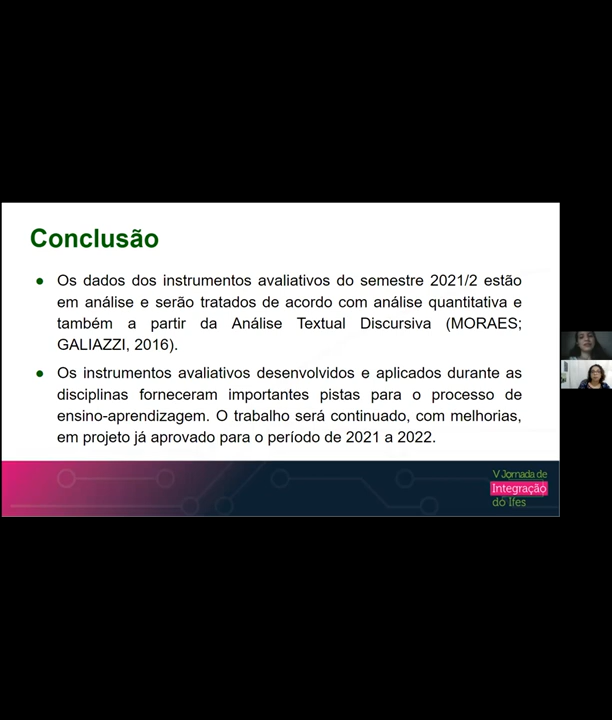 Conclusão
● Os dados dos instrumentos avaliativos do semestre 2021/2 estão
em análise e serão tratados de acordo com análise quantitativa e
também a partir da Análise Textual Discursiva (MORAES;
GALIAZZI, 2016).
● Os instrumentos avaliativos desenvolvidos e aplicados durante as
disciplinas forneceram importantes pistas para o processo de
ensino-aprendizagem. O trabalho será continuado, com melhorias,
em projeto já aprovado para o período de 2021 a 2022.
V Jornada de
Integração
do Ifes